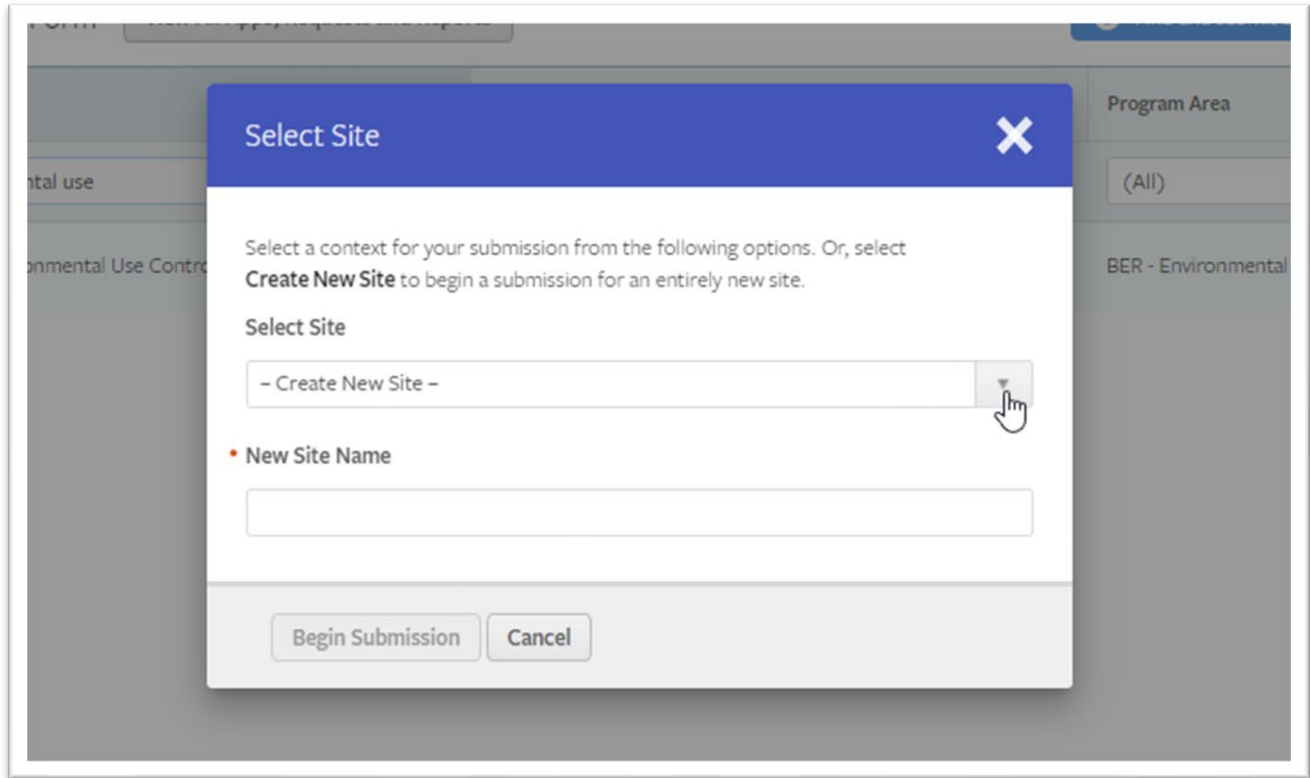 Select Site
Program Area
ntal use
(All)
Select a context for your submission from the following options. Or, select
Create New Site to begin a submission for an entirely new site.
onmental Use Contro
BER - Environmental
Select Site
– Create New Site –
• New Site Name
Begin Submission
Cancel